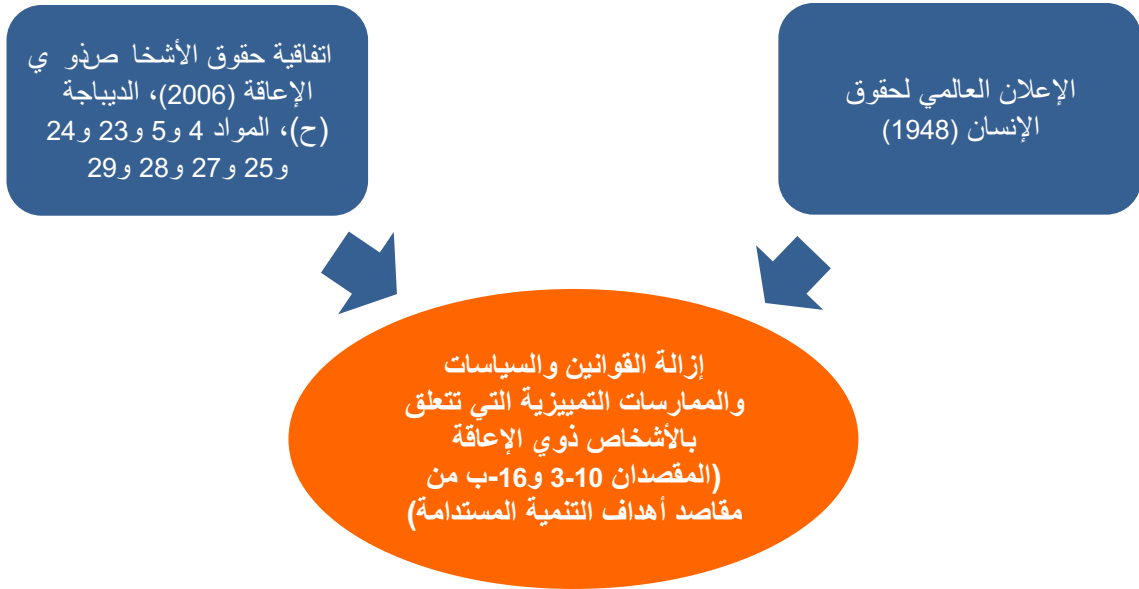 الإعلان العالمي لحقوق
الإنسان (1948)
اتفاقية حقوق الأشخا صذو ي
الإعاقة (2006)، الديباجة
(ح)، المواد 4 و5 و23 و24
و25 و27 و28 و29
إزالة القوانين والسياسات
والممارسات التمييزية التي تتعلق
بالأشخاص ذوي الإعاقة
(المقصدان 10-3 و16-ب من
مقاصد أهداف التنمية المستدامة)